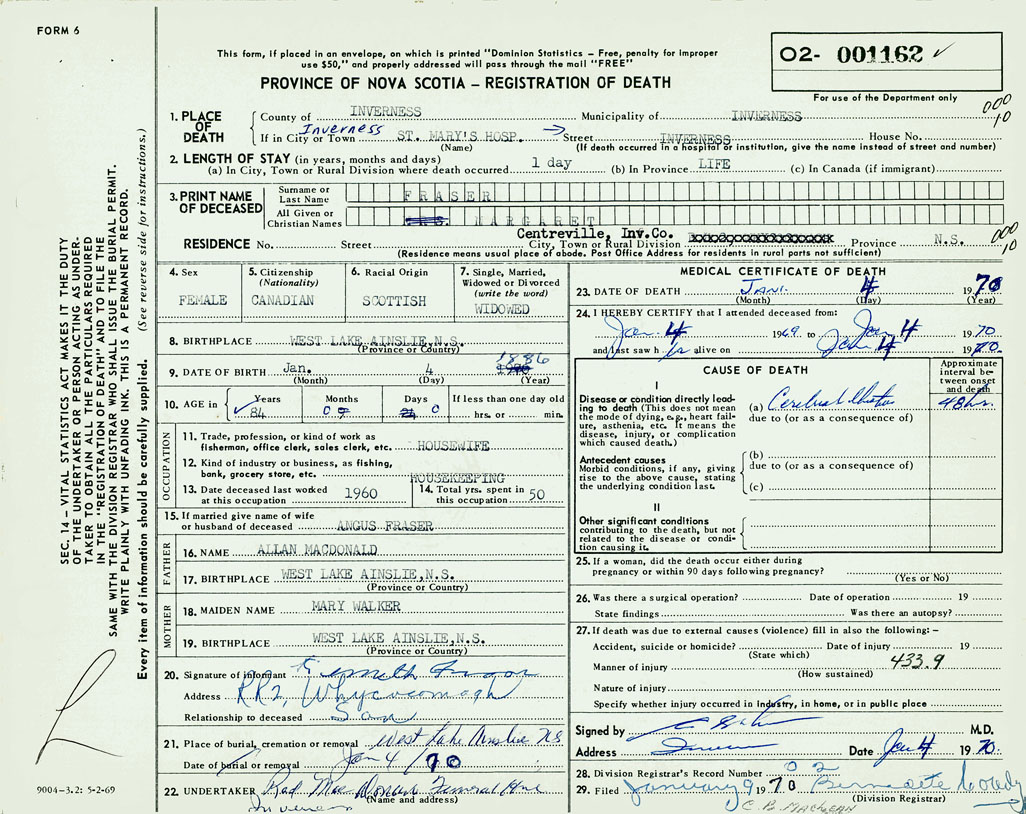 FORM 6
This form, if placed in an envelope, on which is printed "Dominion Statistics – Free, penalty for improper
use $50," and properly addressed will pass through the mail "FREE"
PROVINCE OF NOVA SCOTIA – REGISTRATION OF DEATH
02- 001162 ✓
For use of the Department only
000
10
SEC. 14 – VITAL STATISTICS ACT MAKES IT THE DUTY
OF THE UNDERTAKER OR PERSON ACTING AS UNDER-
TAKER TO OBTAIN ALL THE PARTICULARS REQUIRED
IN THE "REGISTRATION OF DEATH" AND FILE THE
SAME WITH THE DIVISION REGISTRAR WHO SHALL ISSUE THE BURIAL PERMIT.
WRITE PLAINLY WITH UNFADING INK. THIS IS A PERMANENT RECORD.
Every item of information should be carefully supplied. (See reverse side for instructions.)
1. PLACE OF DEATH
County of INVERNESS Municipality of INVERNESS
If in City or Town Inverness ST. MARY'S HOSP. Street INVERNESS House No.
(Name) (If death occurred in a hospital or institution, give the name instead of street and number)
2. LENGTH OF STAY (in years, months and days)
(a) In City, Town or Rural Division where death occurred 1 day (b) In Province LIFE (c) In Canada (if immigrant)
3. PRINT NAME OF DECEASED
Surname or Last Name FRASER
All Given or Christian Names MRS. MARGARET
Centreville, Inv.Co.
RESIDENCE No. Street City, Town or Rural Division Province N.S.
000
10
(Residence means usual place of abode. Post Office Address for residents in rural parts not sufficient)
4. Sex
FEMALE
5. Citizenship (Nationality)
CANADIAN
6. Racial Origin
SCOTTISH
7. Single, Married, Widowed or Divorced (write the word)
WIDOWED
8. BIRTHPLACE WEST LAKE AINSLIE,N.S.
(Province or Country)
9. DATE OF BIRTH Jan. 4 1886
(Month) (Day) (Year)
10. AGE in Years Months Days If less than one day old
✓ 84 0 0 hrs. or min.
OCCUPATION
11. Trade, profession, or kind of work as
fisherman, office clerk, sales clerk, etc. HOUSEWIFE
12. Kind of industry or business, as fishing,
bank, grocery store, etc. HOUSEKEEPING
13. Date deceased last worked at this occupation 1960
14. Total yrs. spent in this occupation 50
15. If married give name of wife
or husband of deceased ANGUS FRASER
FATHER
16. NAME ALLAN MACDONALD
17. BIRTHPLACE WEST LAKE AINSLIE,N.S.
(Province or Country)
MOTHER
18. MAIDEN NAME MARY WALKER
19. BIRTHPLACE WEST LAKE AINSLIE,N.S.
(Province or Country)
20. Signature of informant Kenneth Fraser
Address RR2, Whycocomagh
Relationship to deceased Son
21. Place of burial, cremation or removal West Lake Ainslie NS
Date of burial or removal Jan 4/70
22. UNDERTAKER Rod MacDonald Funeral Home
(Name and address)
Inverness
9004-3.2: 5-2-69
MEDICAL CERTIFICATE OF DEATH
23. DATE OF DEATH JAN. 4 1970
(Month) (Day) (Year)
24. I HEREBY CERTIFY that I attended deceased from:
Jan. 4 1969 to Jan 4 1970
and last saw h er alive on Jan 4 1970.
CAUSE OF DEATH
Approximate interval between onset and death
I
Disease or condition directly lead-
ing to death (This does not mean
the mode of dying, e.g., heart fail-
ure, asthenia, etc. It means the
disease, injury, or complication
which caused death.)
(a) Cerebral 48 hrs.
due to (or as a consequence of)
Antecedent causes
Morbid conditions, if any, giving
rise to the above cause, stating
the underlying condition last.
(b)
due to (or as a consequence of)
(c)
II
Other significant conditions
contributing to the death, but not
related to the disease or condi-
tion causing it.
25. If a woman, did the death occur either during
pregnancy or within 90 days following pregnancy?
(Yes or No)
26. Was there a surgical operation? Date of operation 19
State findings Was there an autopsy?
27. If death was due to external causes (violence) fill in also the following: –
Accident, suicide or homicide? Date of injury 19
(State which)
Manner of injury 433.9
(How sustained)
Nature of injury
Specify whether injury occurred in industry, in home, or in public place
Signed by M.D.
Address Inverness Date Jan 4 1970.
28. Division Registrar's Record Number 02
29. Filed January 9 1970 Bernadette
(Division Registrar)
C. B. MacLean